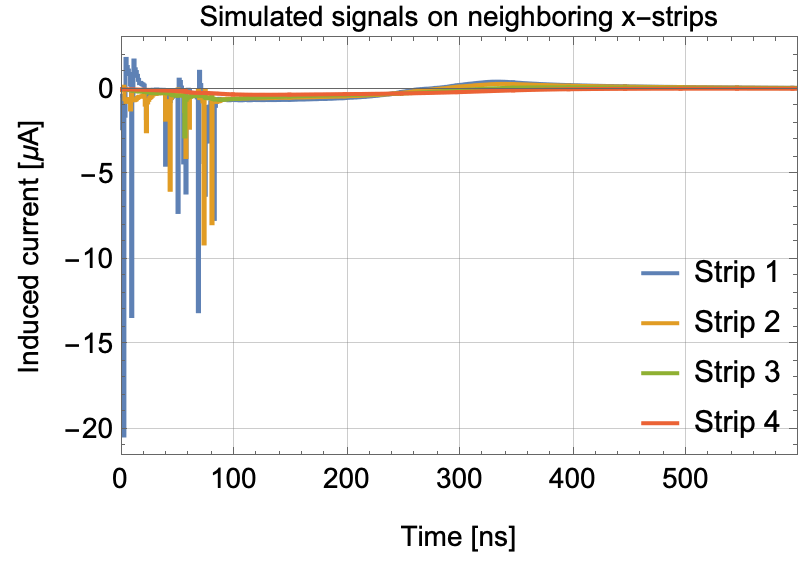 Simulated signals on neighboring x-strips
Induced current [μA]
0
−5
−10
−15
−20
Strip 1
Strip 2
Strip 3
Strip 4
0 100 200 300 400 500
Time [ns]